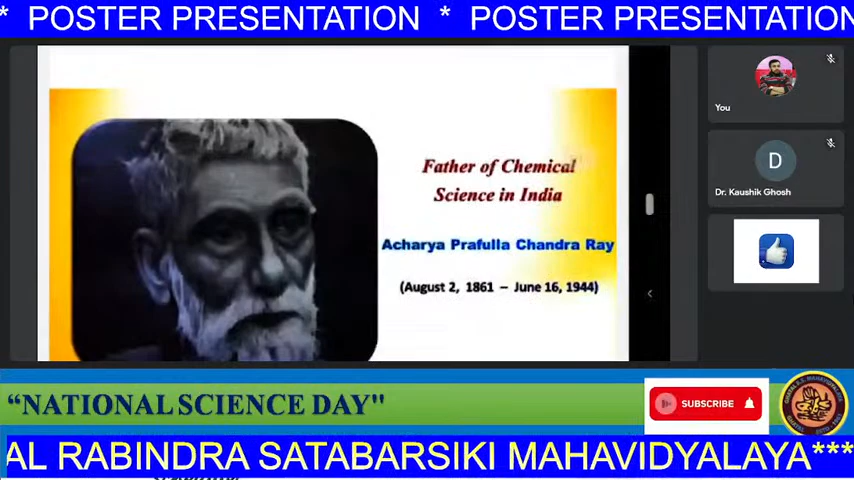 * POSTER PRESENTATION * POSTER PRESENTATION
Father of Chemical
Science in India
Acharya Prafulla Chandra Ray
(August 2, 1861 – June 16, 1944)
You
D
Dr. Kaushik Ghosh
“NATIONAL SCIENCE DAY"
SUBSCRIBE
AL RABINDRA SATABARSIKI MAHAVIDYALAYA***